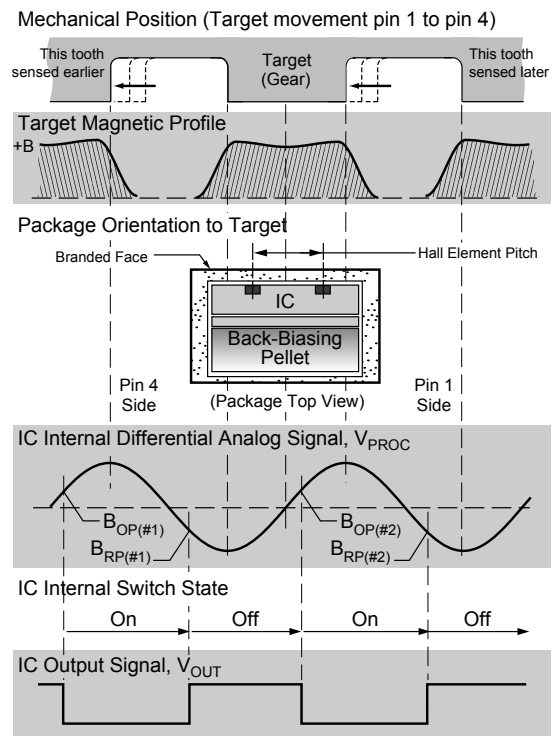 Mechanical Position (Target movement pin 1 to pin 4)
This tooth
sensed earlier
Target
(Gear)
This tooth
sensed later
Target Magnetic Profile
+B
Package Orientation to Target
Branded Face
Hall Element Pitch
IC
Back-Biasing
Pellet
Pin 4
Side
(Package Top View)
Pin 1
Side
IC Internal Differential Analog Signal, VPROC
BOP(#1)
BRP(#1)
BOP(#2)
BRP(#2)
IC Internal Switch State
On
Off
On
Off
IC Output Signal, VOUT